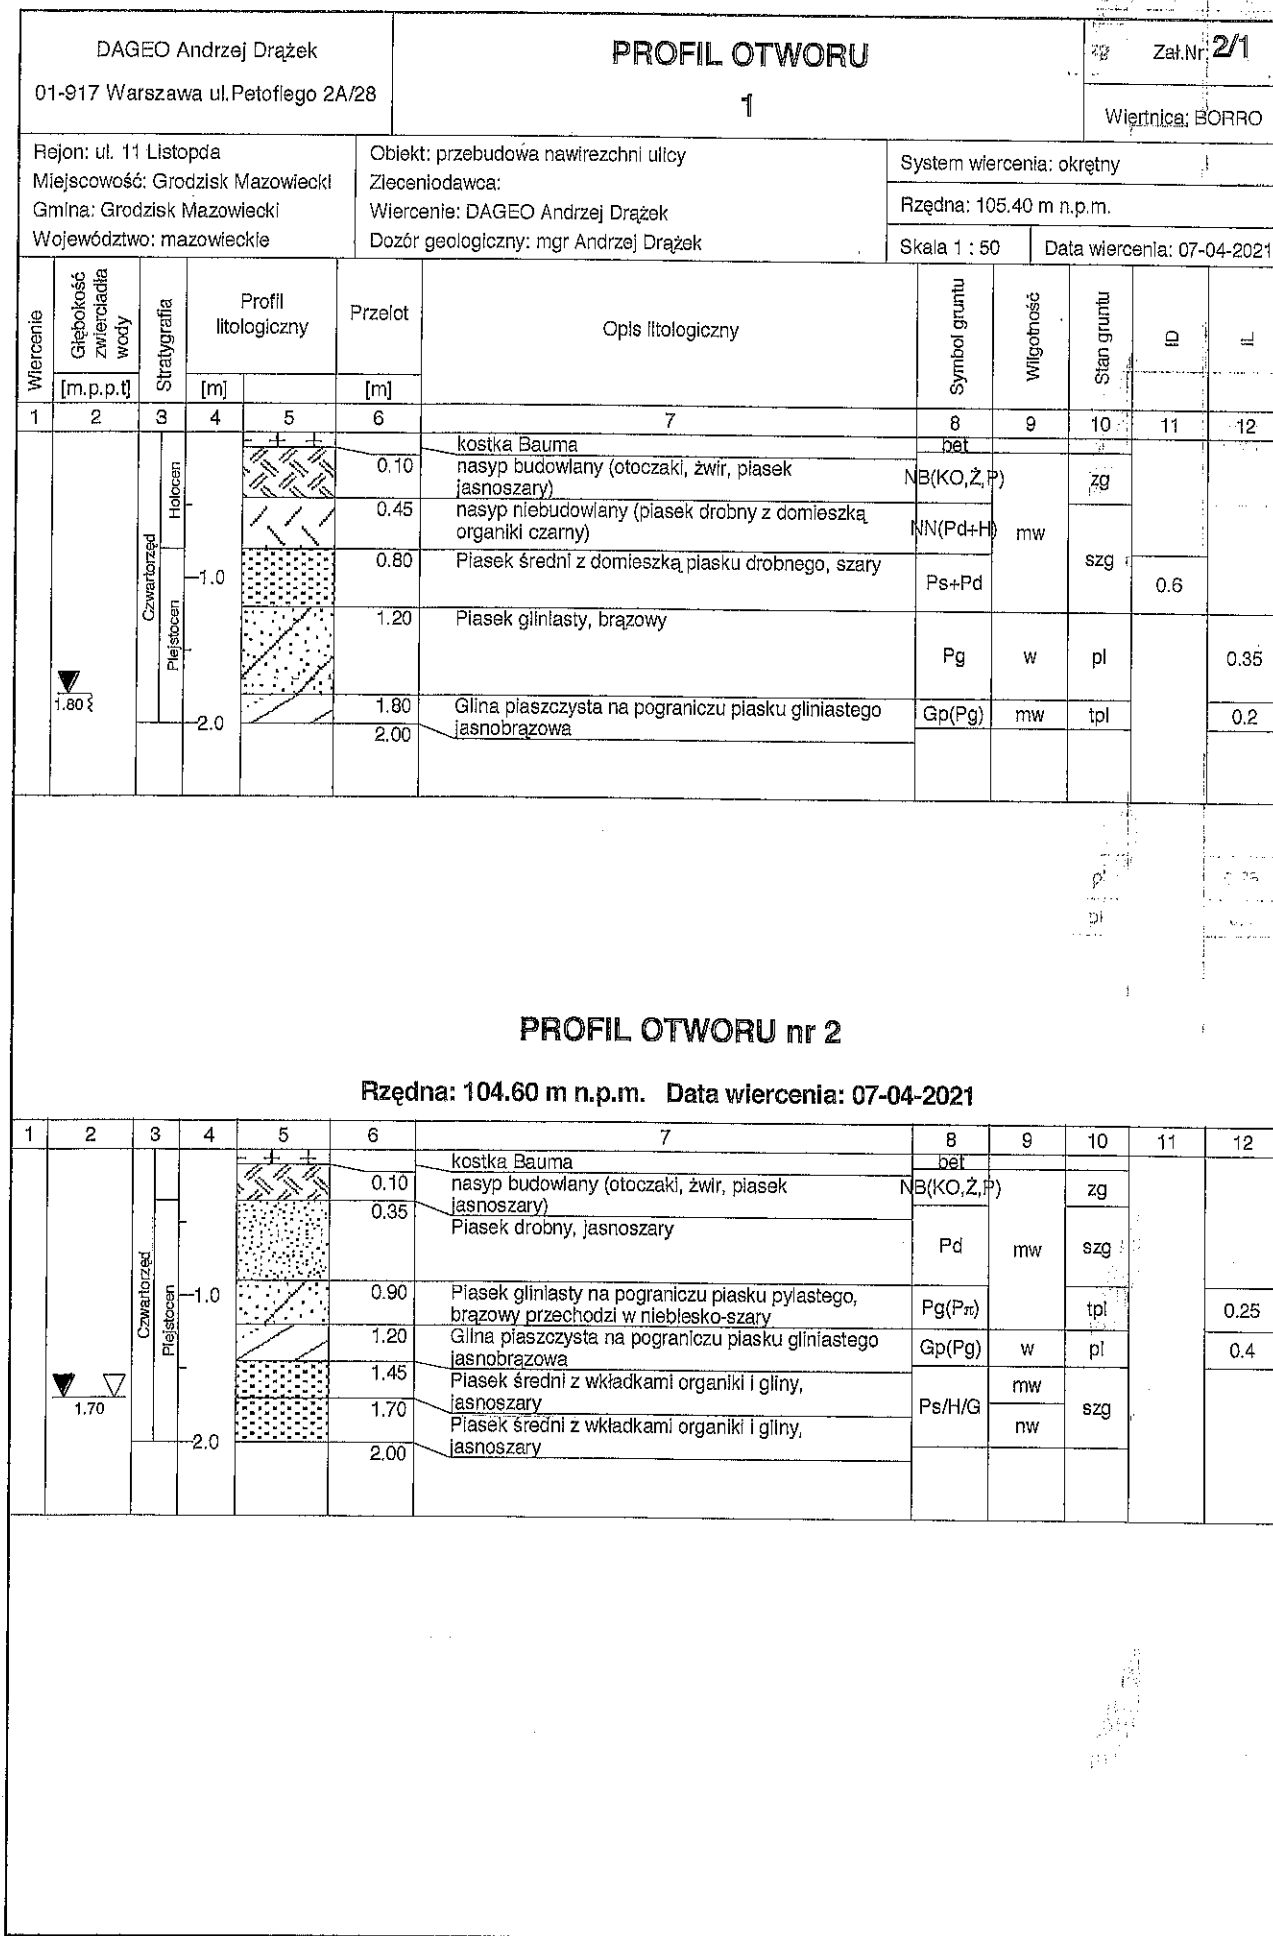 DAGEO Andrzej Drążek
01-917 Warszawa ul.Petofiego 2A/28
PROFIL OTWORU
1
zg
Zał.Nr: 2/1
Wiertnica: BORRO
Rejon: ul. 11 Listopda
Miejscowość: Grodzisk Mazowiecki
Gmina: Grodzisk Mazowiecki
Województwo: mazowieckie
Obiekt: przebudowa nawirezchni ulicy
Zleceniodawca:
Wiercenie: DAGEO Andrzej Drążek
Dozór geologiczny: mgr Andrzej Drążek
System wiercenia: okrętny
Rzędna: 105.40 m n.p.m.
Skala 1 : 50 Data wiercenia: 07-04-2021
Wiercenie
Głębokość zwierciadła wody
[m.p.p.t]
Stratygrafia
Profil litologiczny
[m]
Przelot
[m]
Opis litologiczny
Symbol gruntu
Wilgotność
Stan gruntu
ID
IL
1 2 3 4 5 6 7 8 9 10 11 12
kostka Bauma bet
0.10 nasyp budowlany (otoczaki, żwir, piasek NB(KO,Ż,P) zg
jasnoszary)
Holocen
0.45 nasyp niebudowlany (piasek drobny z domieszką NN(Pd+H) mw
organiki czarny)
szg
0.80 Piasek średni z domieszką piasku drobnego, szary
Czwartorzęd
1.0 Ps+Pd 0.6
Plejstocen
1.20 Piasek gliniasty, brązowy
Pg w pl 0.35
1.80
1.80 Glina piaszczysta na pograniczu piasku gliniastego Gp(Pg) mw tpl 0.2
jasnobrązowa
2.0
2.00
pl
pl
PROFIL OTWORU nr 2
Rzędna: 104.60 m n.p.m. Data wiercenia: 07-04-2021
1 2 3 4 5 6 7 8 9 10 11 12
kostka Bauma bet
0.10 nasyp budowlany (otoczaki, żwir, piasek NB(KO,Ż,P) zg
jasnoszary)
0.35
Piasek drobny, jasnoszary
Pd mw szg
Czwartorzęd
Plejstocen
1.0
0.90 Piasek gliniasty na pograniczu piasku pylastego, Pg(Pπ) tpl 0.25
brązowy przechodzi w niebiesko-szary
1.20 Glina piaszczysta na pograniczu piasku gliniastego Gp(Pg) w pl 0.4
jasnobrązowa
1.45 Piasek średni z wkładkami organiki i gliny, mw
jasnoszary
1.70
Ps/H/G szg
1.70 Piasek średni z wkładkami organiki i gliny, nw
jasnoszary
2.0
2.00